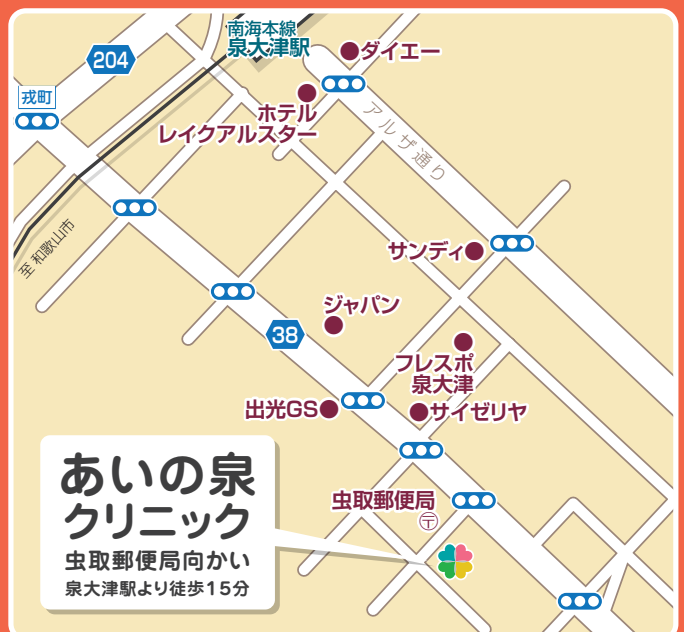 南海本線
泉大津駅
ダイエー
204
戎町
ホテル
レイクアルスター
アルザ通り
至 和歌山市
サンディ
ジャパン
38
フレスポ
泉大津
出光GS
サイゼリヤ
虫取郵便局
〒
あいの泉
クリニック
虫取郵便局向かい
泉大津駅より徒歩15分